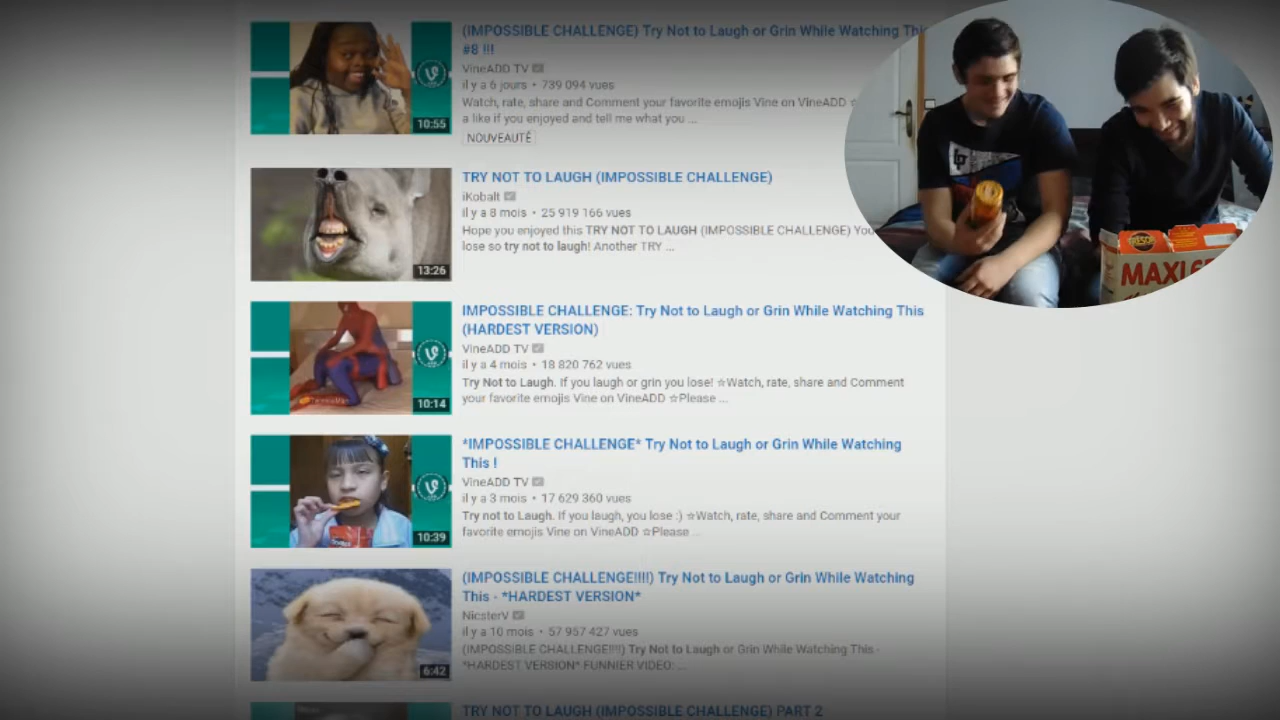 (IMPOSSIBLE CHALLENGE) Try Not to Laugh or Grin While Watching This
#8 !!!
VineADD TV
il y a 6 jours • 739 094 vues
Watch, rate, share and Comment your favorite emojis Vine on VineADD ☆
a like if you enjoyed and tell me what you ...
NOUVEAUTÉ
10:55
TRY NOT TO LAUGH (IMPOSSIBLE CHALLENGE)
iKobalt
il y a 8 mois • 25 919 166 vues
Hope you enjoyed this TRY NOT TO LAUGH (IMPOSSIBLE CHALLENGE) You
lose so try not to laugh! Another TRY ...
13:26
MAXI
IMPOSSIBLE CHALLENGE: Try Not to Laugh or Grin While Watching This
(HARDEST VERSION)
VineADD TV
il y a 4 mois • 18 820 762 vues
Try Not to Laugh. If you laugh or grin you lose! ☆Watch, rate, share and Comment
your favorite emojis Vine on VineADD ☆Please ...
10:14
*IMPOSSIBLE CHALLENGE* Try Not to Laugh or Grin While Watching
This !
VineADD TV
il y a 3 mois • 17 629 360 vues
Try not to Laugh. If you laugh, you lose :) ☆Watch, rate, share and Comment your
favorite emojis Vine on VineADD ☆Please ...
10:39
(IMPOSSIBLE CHALLENGE!!!!) Try Not to Laugh or Grin While Watching
This - *HARDEST VERSION*
NicsterV
il y a 10 mois • 57 957 427 vues
(IMPOSSIBLE CHALLENGE!!!!) Try Not to Laugh or Grin While Watching This -
*HARDEST VERSION* FUNNIER VIDEO: ...
6:42
TRY NOT TO LAUGH (IMPOSSIBLE CHALLENGE) PART 2